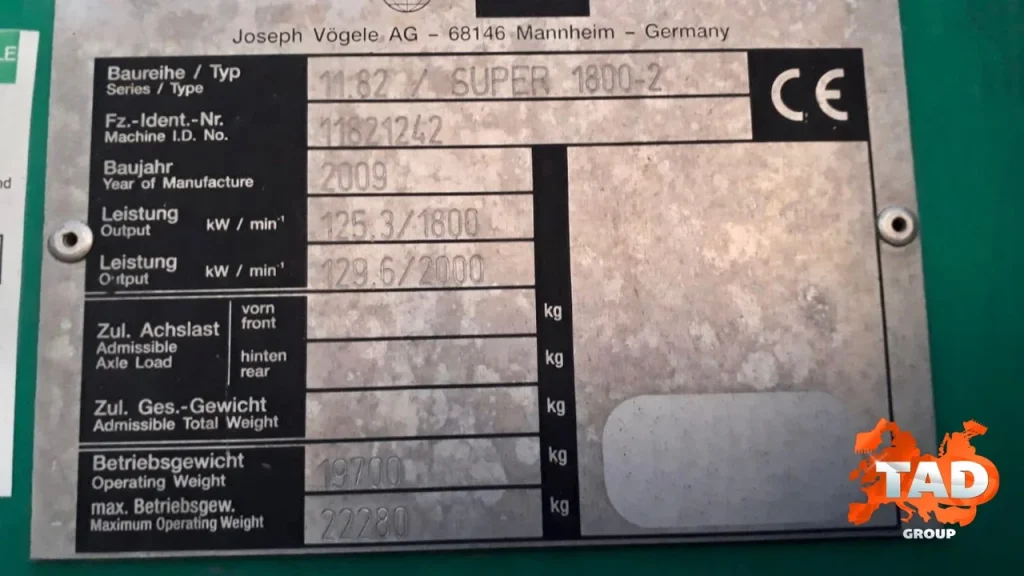 LE
nd
Joseph Vögele AG – 68146 Mannheim – Germany
Baureihe / Typ
Series / Type
11.82 / SUPER 1800-2
CE
Fz.-Ident.-Nr.
Machine I.D. No.
11821242
Baujahr
Year of Manufacture
2009
Leistung
Output
kW / min⁻¹
125.3/1800
Leistung
Output
kW / min⁻¹
129.6/2000
Zul. Achslast
Admissible
Axle Load
vorn
front
kg
hinten
rear
kg
Zul. Ges.-Gewicht
Admissible Total Weight
kg
Betriebsgewicht
Operating Weight
19700
kg
max. Betriebsgew.
Maximum Operating Weight
22280
kg
TAD
GROUP